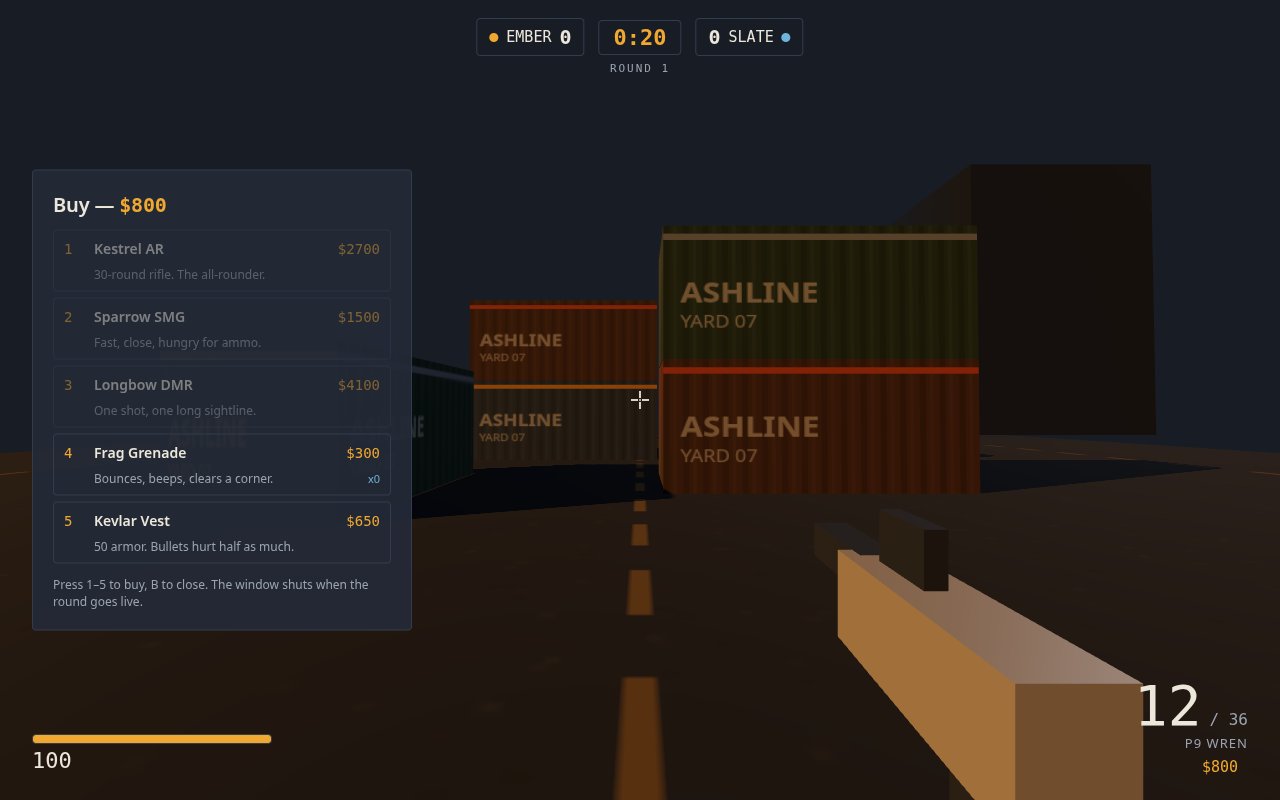 EMBER 0
0:20
0 SLATE
ROUND 1
Buy — $800
1 Kestrel AR $2700
30-round rifle. The all-rounder.
2 Sparrow SMG $1500
Fast, close, hungry for ammo.
3 Longbow DMR $4100
One shot, one long sightline.
4 Frag Grenade $300
Bounces, beeps, clears a corner. x0
5 Kevlar Vest $650
50 armor. Bullets hurt half as much.
Press 1–5 to buy, B to close. The window shuts when the
round goes live.
ASHLINE
YARD 07
ASHLINE
YARD 07
ASHLINE
YARD 07
ASHLINE
YARD 07
100
12 / 36
P9 WREN
$800